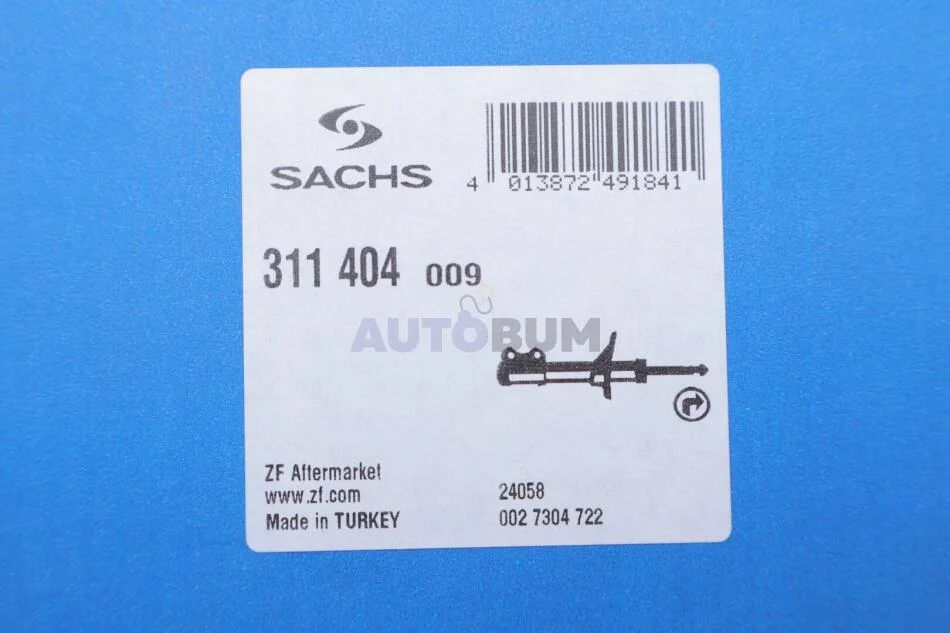 SACHS
4 013872 491841
311 404 009
AUTOBUM
ZF Aftermarket
www.zf.com
Made in TURKEY
24058
002 7304 722